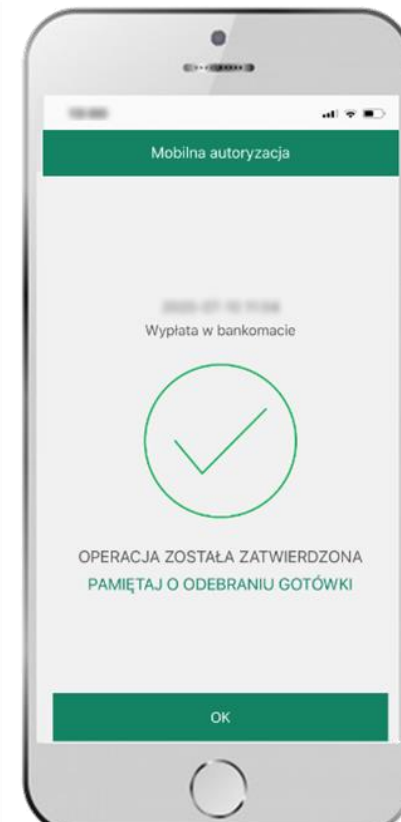 Mobilna autoryzacja
Wypłata w bankomacie
OPERACJA ZOSTAŁA ZATWIERDZONA
PAMIĘTAJ O ODEBRANIU GOTÓWKI
OK